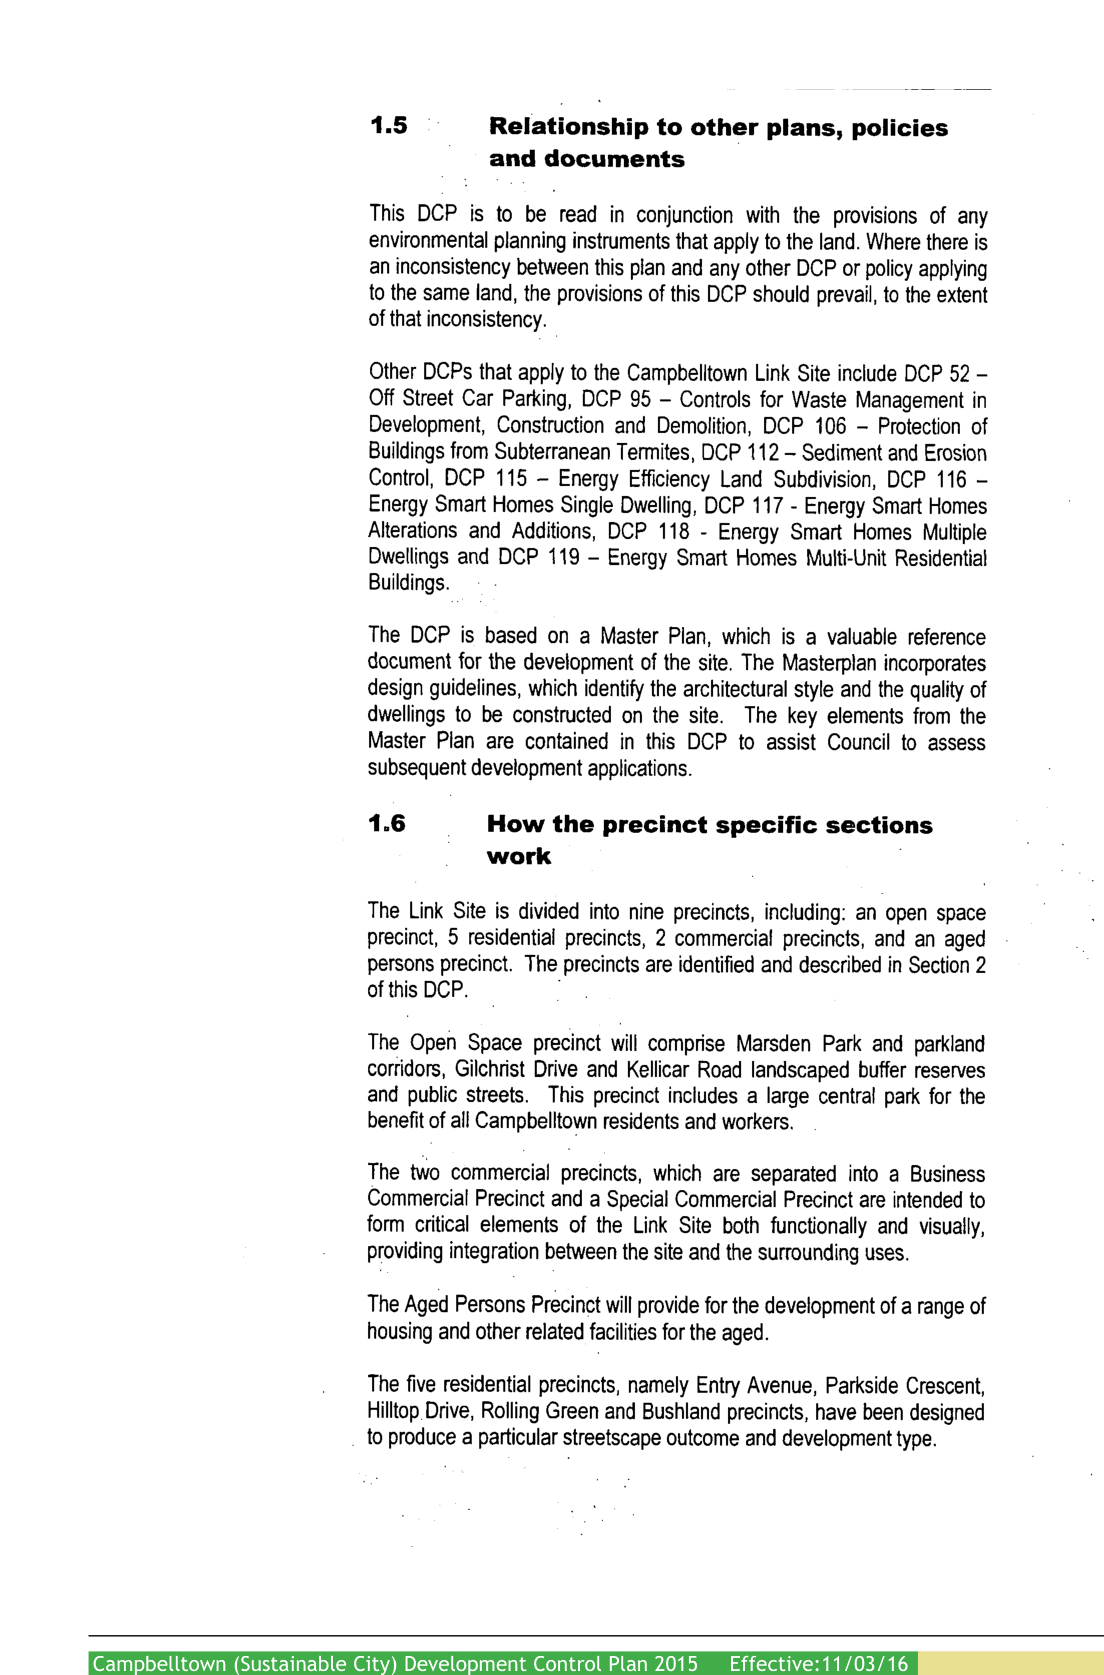 1.5 Relationship to other plans, policies
and documents
This DCP is to be read in conjunction with the provisions of any
environmental planning instruments that apply to the land. Where there is
an inconsistency between this plan and any other DCP or policy applying
to the same land, the provisions of this DCP should prevail, to the extent
of that inconsistency.
Other DCPs that apply to the Campbelltown Link Site include DCP 52 –
Off Street Car Parking, DCP 95 – Controls for Waste Management in
Development, Construction and Demolition, DCP 106 – Protection of
Buildings from Subterranean Termites, DCP 112 – Sediment and Erosion
Control, DCP 115 – Energy Efficiency Land Subdivision, DCP 116 –
Energy Smart Homes Single Dwelling, DCP 117 - Energy Smart Homes
Alterations and Additions, DCP 118 - Energy Smart Homes Multiple
Dwellings and DCP 119 – Energy Smart Homes Multi-Unit Residential
Buildings.
The DCP is based on a Master Plan, which is a valuable reference
document for the development of the site. The Masterplan incorporates
design guidelines, which identify the architectural style and the quality of
dwellings to be constructed on the site. The key elements from the
Master Plan are contained in this DCP to assist Council to assess
subsequent development applications.
1.6 How the precinct specific sections
work
The Link Site is divided into nine precincts, including: an open space
precinct, 5 residential precincts, 2 commercial precincts, and an aged
persons precinct. The precincts are identified and described in Section 2
of this DCP.
The Open Space precinct will comprise Marsden Park and parkland
corridors, Gilchrist Drive and Kellicar Road landscaped buffer reserves
and public streets. This precinct includes a large central park for the
benefit of all Campbelltown residents and workers.
The two commercial precincts, which are separated into a Business
Commercial Precinct and a Special Commercial Precinct are intended to
form critical elements of the Link Site both functionally and visually,
providing integration between the site and the surrounding uses.
The Aged Persons Precinct will provide for the development of a range of
housing and other related facilities for the aged.
The five residential precincts, namely Entry Avenue, Parkside Crescent,
Hilltop Drive, Rolling Green and Bushland precincts, have been designed
to produce a particular streetscape outcome and development type.
Campbelltown (Sustainable City) Development Control Plan 2015 Effective:11/03/16